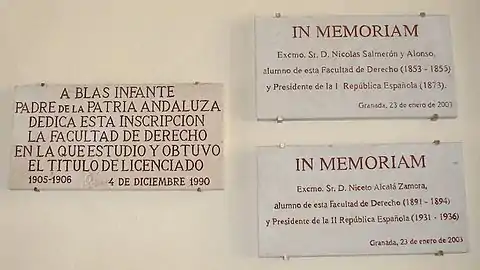 A BLAS INFANTE
PADRE DE LA PATRIA ANDALUZA
DEDICA ESTA INSCRIPCION
LA FACULTAD DE DERECHO
EN LA QUE ESTUDIO Y OBTUVO
EL TITULO DE LICENCIADO
1905-1906 4 DE DICIEMBRE 1990
IN MEMORIAM
Excmo. Sr. D. Nicolas Salmerón y Alonso,
alumno de esta Facultad de Derecho (1853 - 1855)
y Presidente de la I República Española (1873).
Granada, 23 de enero de 2003
IN MEMORIAM
Excmo. Sr. D. Niceto Alcalá Zamora,
alumno de esta facultad de Derecho (1891 - 1894)
y Presidente de la II República Española (1931 - 1936)
Granada, 23 de enero de 2003